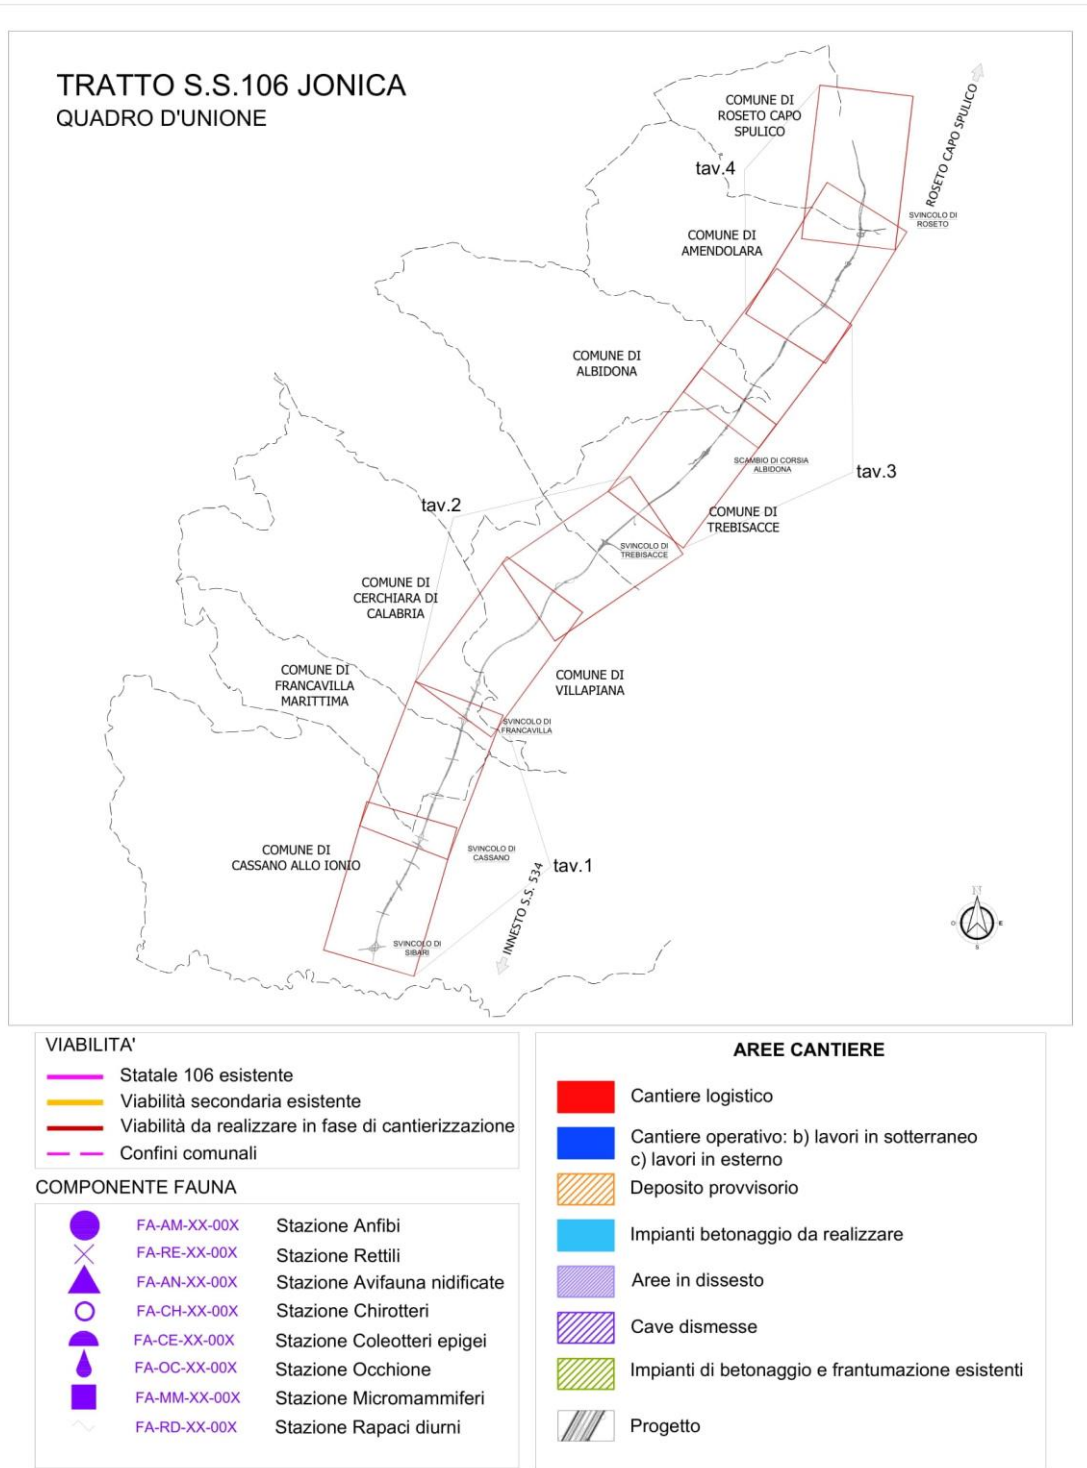 TRATTO S.S.106 JONICA
QUADRO D'UNIONE
COMUNE DI
ROSETO CAPO
SPULICO
ROSETO CAPO SPULICO
tav.4
SVINCOLO DI
ROSETO
COMUNE DI
AMENDOLARA
COMUNE DI
ALBIDONA
SCAMBIO DI CORSIA
ALBIDONA
tav.3
tav.2
COMUNE DI
TREBISACCE
SVINCOLO DI
TREBISACCE
COMUNE DI
CERCHIARA DI
CALABRIA
COMUNE DI
FRANCAVILLA
MARITTIMA
COMUNE DI
VILLAPIANA
SVINCOLO DI
FRANCAVILLA
COMUNE DI
CASSANO ALLO IONIO
SVINCOLO DI
CASSANO
tav.1
INNESTO S.S. 534
SVINCOLO DI
SIBARI
N
O
E
S
VIABILITA'
Statale 106 esistente
Viabilità secondaria esistente
Viabilità da realizzare in fase di cantierizzazione
Confini comunali
COMPONENTE FAUNA
FA-AM-XX-00X Stazione Anfibi
FA-RE-XX-00X Stazione Rettili
FA-AN-XX-00X Stazione Avifauna nidificate
FA-CH-XX-00X Stazione Chirotteri
FA-CE-XX-00X Stazione Coleotteri epigei
FA-OC-XX-00X Stazione Occhione
FA-MM-XX-00X Stazione Micromammiferi
FA-RD-XX-00X Stazione Rapaci diurni
AREE CANTIERE
Cantiere logistico
Cantiere operativo: b) lavori in sotterraneo
c) lavori in esterno
Deposito provvisorio
Impianti betonaggio da realizzare
Aree in dissesto
Cave dismesse
Impianti di betonaggio e frantumazione esistenti
Progetto